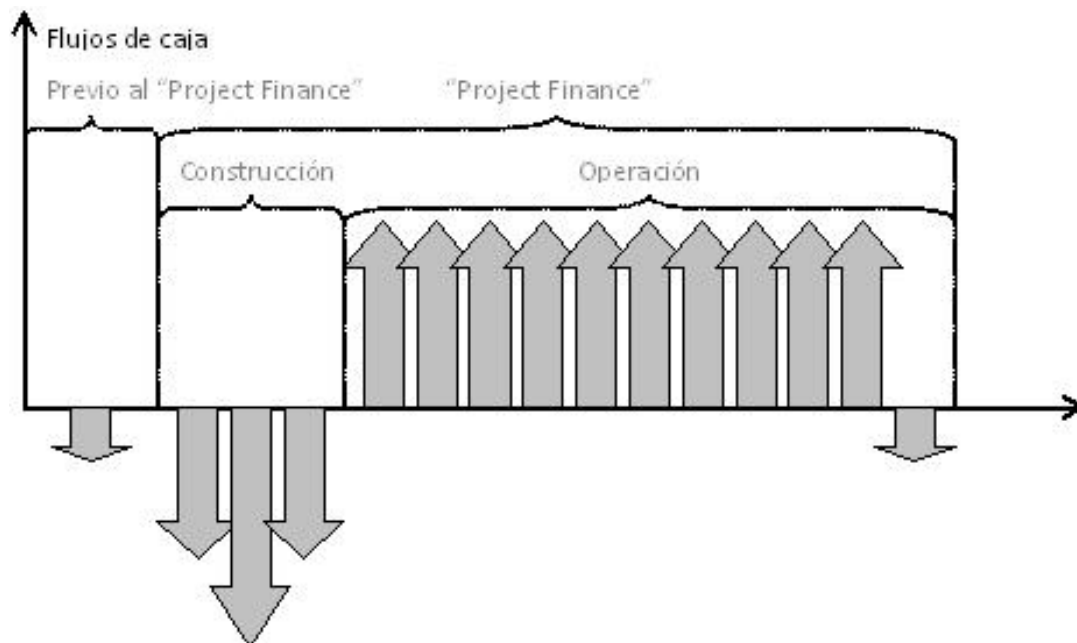 Flujos de caja
Previo al “Project Finance”
“Project Finance”
Construcción
Operación